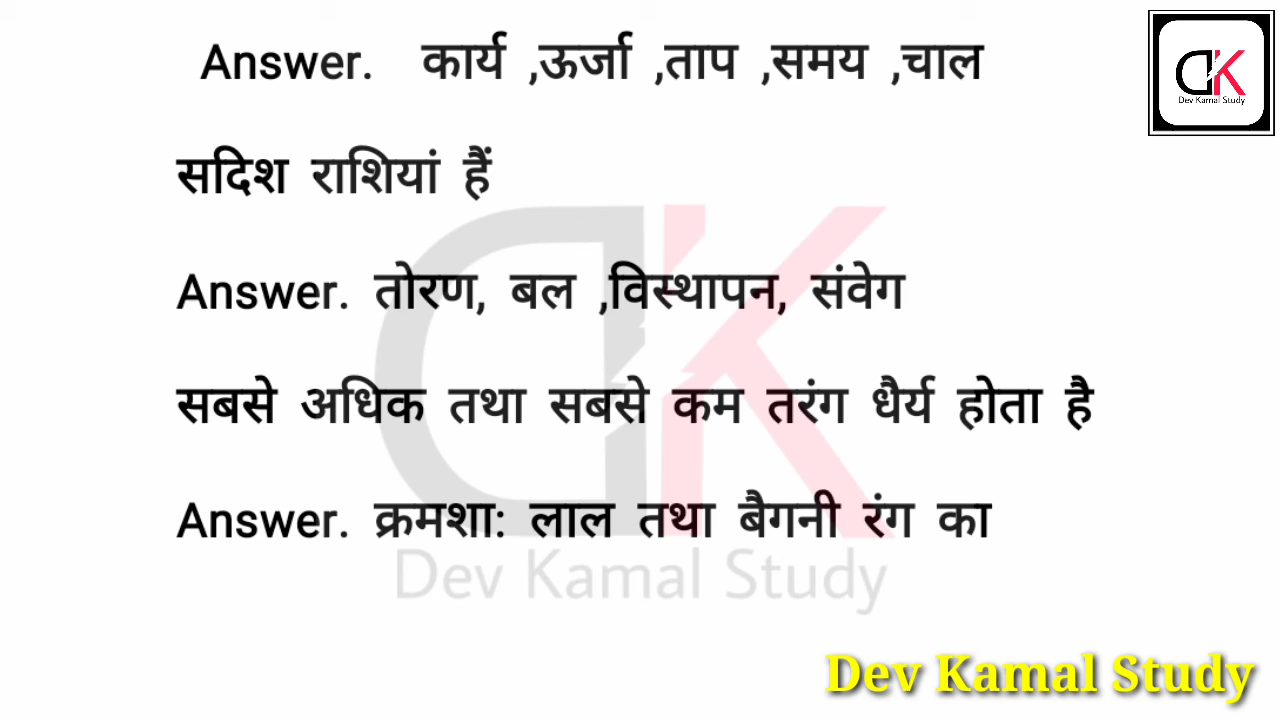 Answer. कार्य ,ऊर्जा ,ताप ,समय ,चाल
DK
Dev Kamal Study
सदिश राशियां हैं
Answer. तोरण, बल ,विस्थापन, संवेग
सबसे अधिक तथा सबसे कम तरंग धैर्य होता है
Answer. क्रमशा: लाल तथा बैगनी रंग का
Dev Kamal Study
Dev Kamal Study